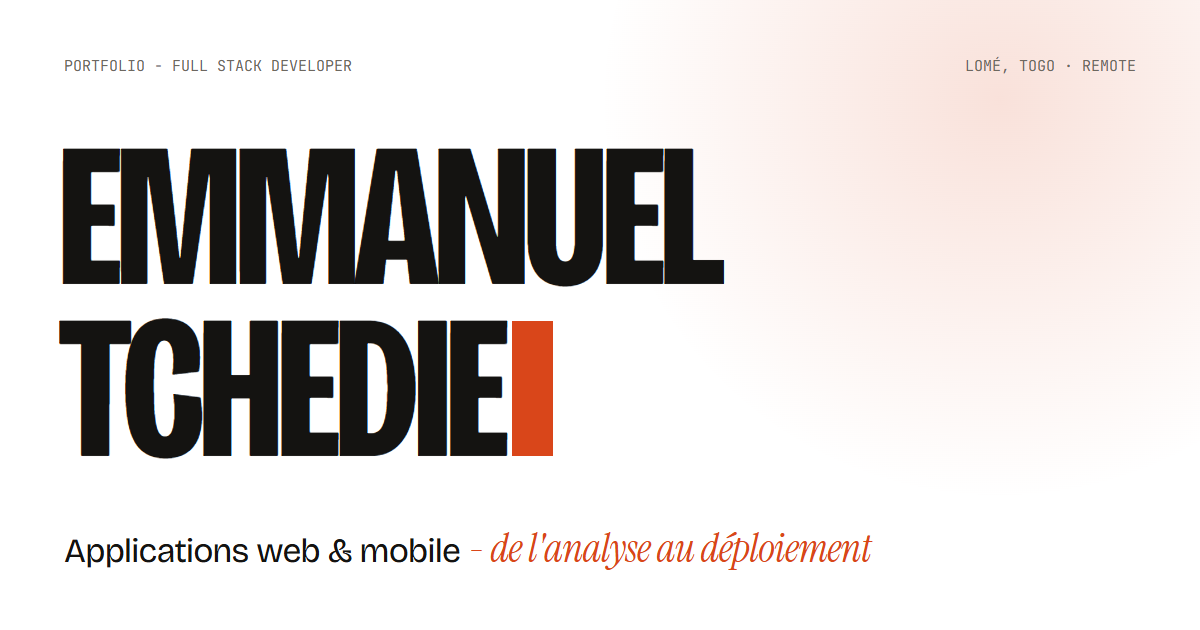 PORTFOLIO - FULL STACK DEVELOPER
LOMÉ, TOGO · REMOTE
EMMANUEL
TCHEDIE
Applications web & mobile - de l'analyse au déploiement